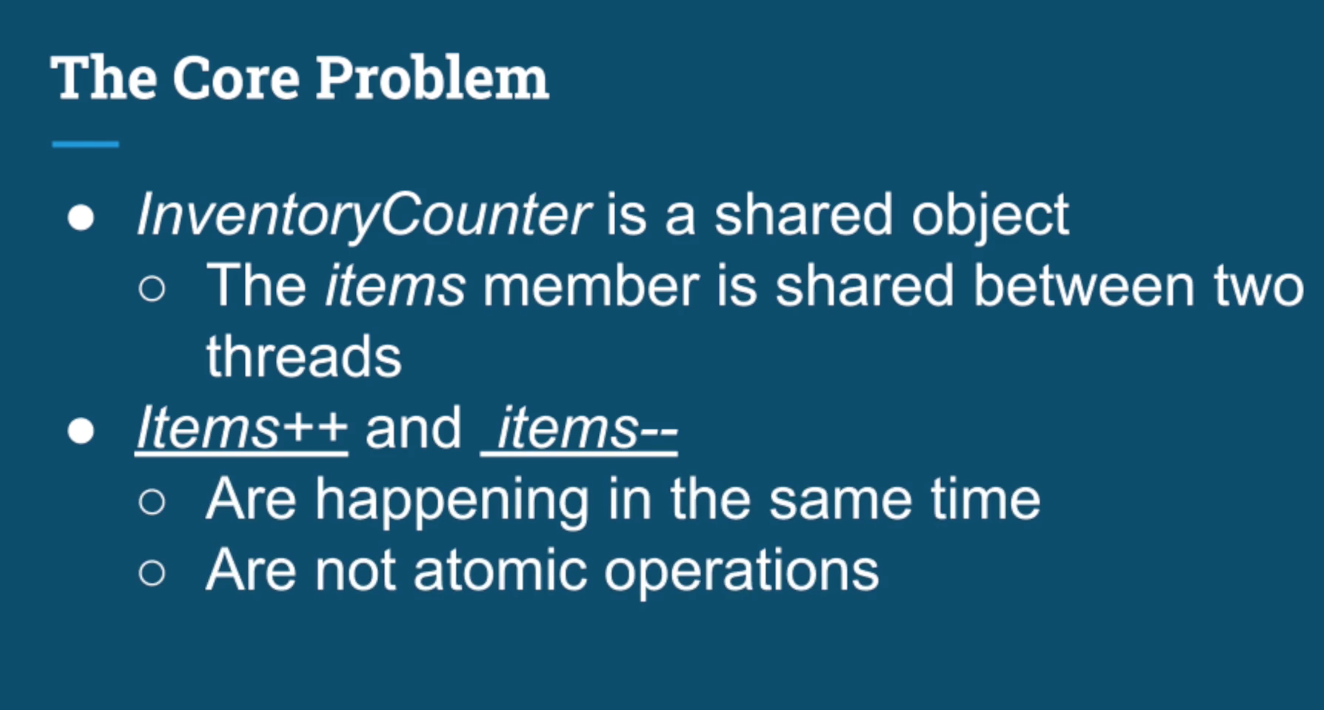 The Core Problem
● InventoryCounter is a shared object
○ The items member is shared between two
threads
● Items++ and  items--
○ Are happening in the same time
○ Are not atomic operations